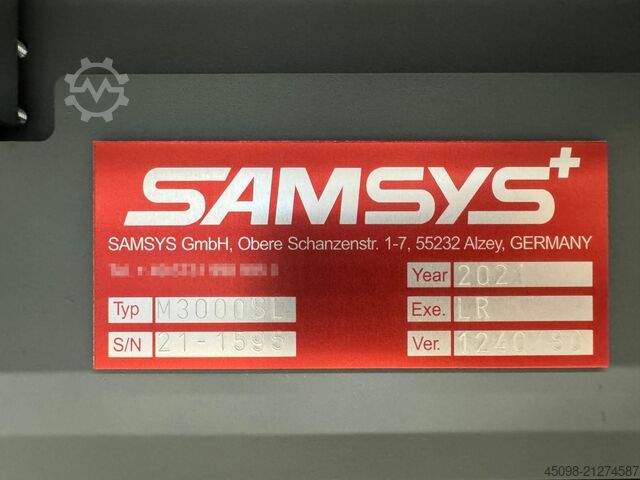 SAMSYS+
SAMSYS GmbH, Obere Schanzenstr. 1-7, 55232 Alzey, GERMANY
Year 2021
Typ M3000SL Exe. LR
S/N 21-1595 Ver. 1240
45098-21274587